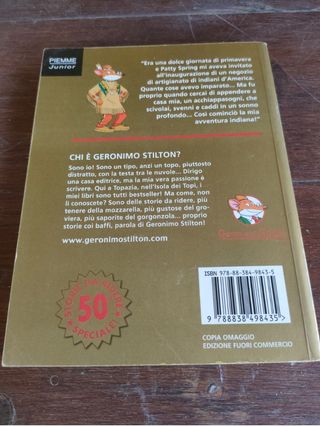 PIEMME
Junior
"Era una dolce giornata di primavera
e Patty Spring mi aveva invitato
all'inaugurazione di un negozio
di artigianato di indiani d'America.
Quante cose avevo imparato... Ma fu
proprio quando cercai di appendere a
casa mia, un acchiappasogni, che
scivolai, svenni e caddi in un sonno
profondo... Così cominciò la mia
avventura indiana!"
CHI È GERONIMO STILTON?
Sono io! Sono un tipo, anzi un topo, piuttosto
distratto, con la testa tra le nuvole... Dirigo
una casa editrice, ma la mia vera passione è
scrivere. Qui a Topazia, nell'Isola dei Topi, i
miei libri sono tutti bestseller! Ma come, non
li conoscete? Sono delle storie da ridere, più
tenere della mozzarella, più gustose del gro-
viera, più saporite del gorgonzola... proprio
storie coi baffi, parola di Geronimo Stilton!
www.geronimostilton.com
Geronimo Stilton
STORIE DA RIDERE
50
SPECIALE
ISBN 978-88-384-9843-5
9 788838 498435
COPIA OMAGGIO
EDIZIONE FUORI COMMERCIO